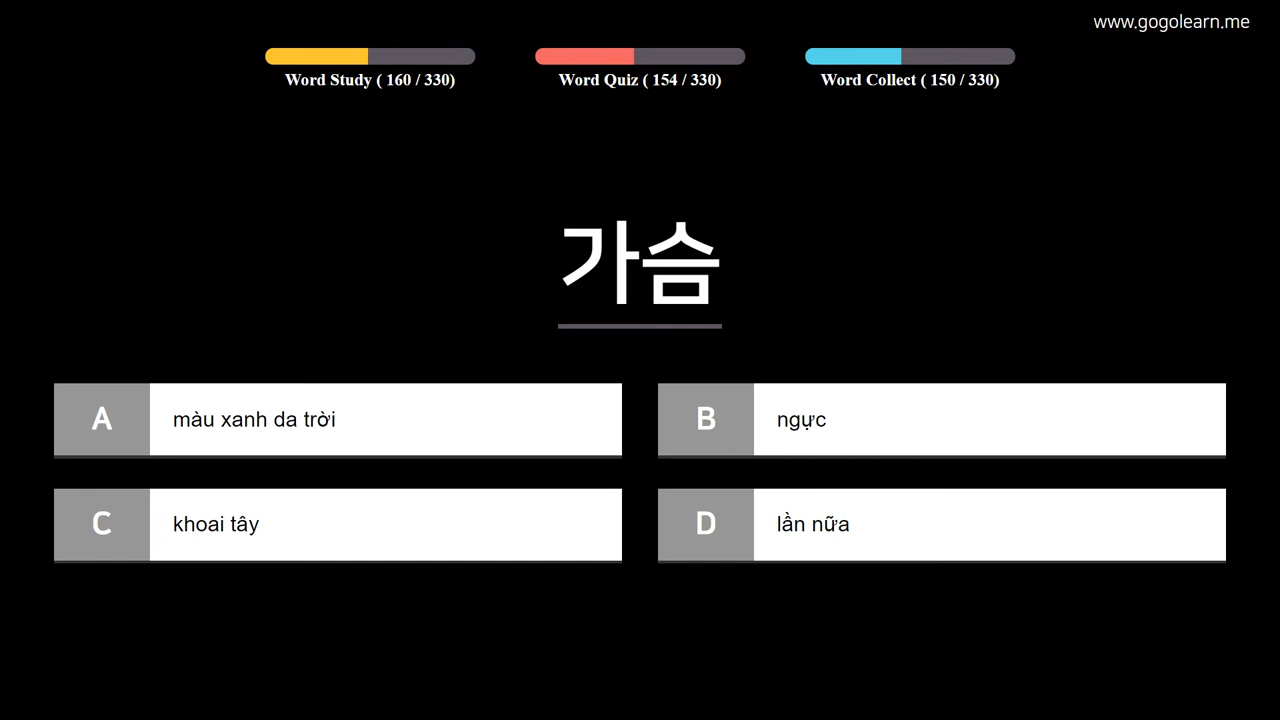 www.gogolearn.me
Word Study ( 160 / 330)
Word Quiz ( 154 / 330)
Word Collect ( 150 / 330)
가슴
A
màu xanh da trời
B
ngực
C
khoai tây
D
lần nữa